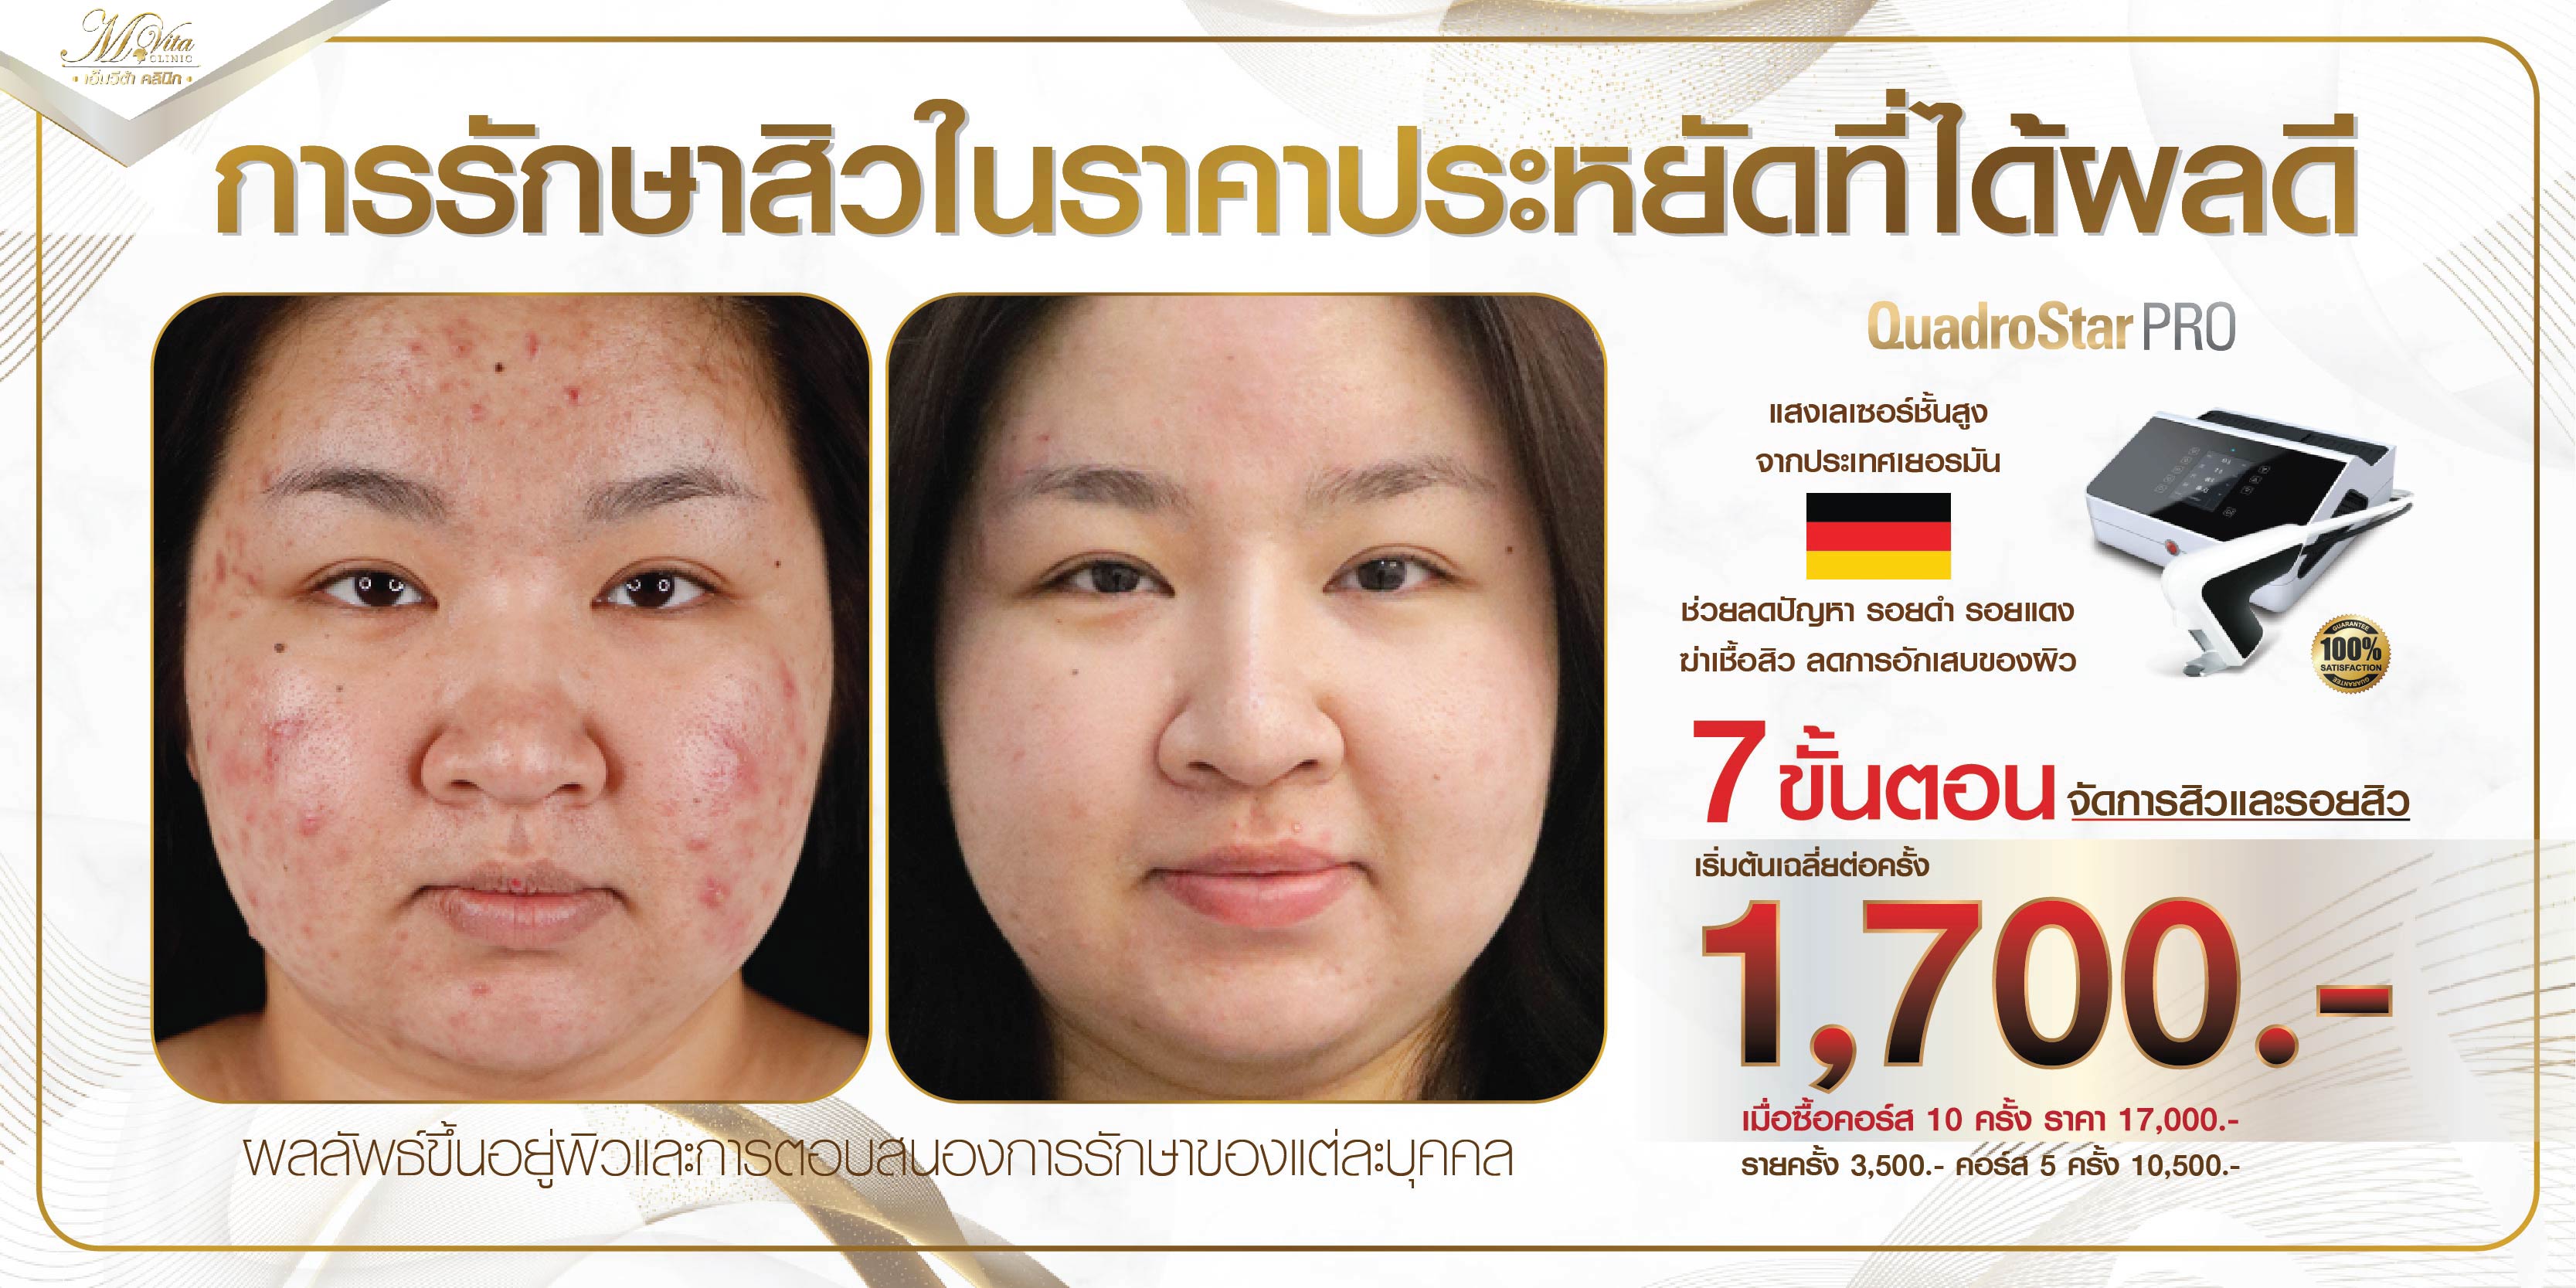 M Vita
CLINIC
• เอ็มวีต้า คลินิก •
การรักษาสิวในราคาประหยัดที่ได้ผลดี
QuadroStar PRO
แสงเลเซอร์ชั้นสูง
จากประเทศเยอรมัน
ช่วยลดปัญหา รอยดำ รอยแดง
ฆ่าเชื้อสิว ลดการอักเสบของผิว
GUARANTEE
100%
SATISFACTION
GUARANTEE
7 ขั้นตอน จัดการสิวและรอยสิว
เริ่มต้นเฉลี่ยต่อครั้ง
1,700.-
เมื่อซื้อคอร์ส 10 ครั้ง ราคา 17,000.-
รายครั้ง 3,500.- คอร์ส 5 ครั้ง 10,500.-
ผลลัพธ์ขึ้นอยู่ผิวและการตอบสนองการรักษาของแต่ละบุคคล